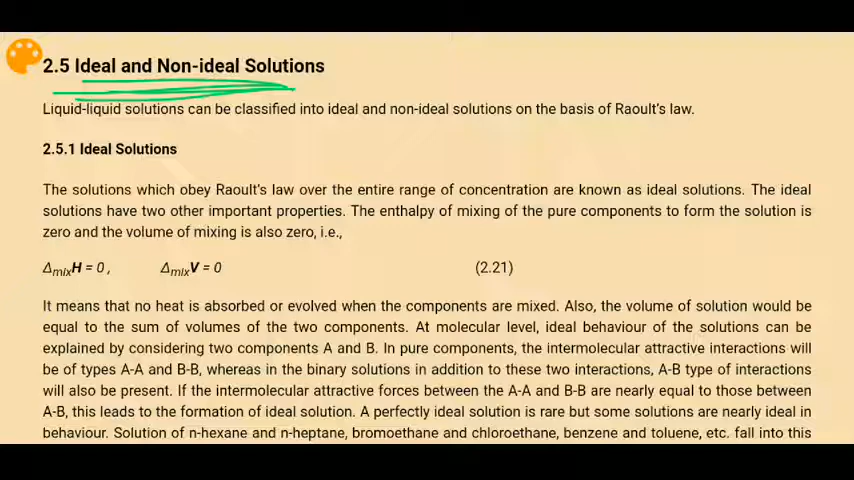 2.5 Ideal and Non-ideal Solutions
Liquid-liquid solutions can be classified into ideal and non-ideal solutions on the basis of Raoult's law.
2.5.1 Ideal Solutions
The solutions which obey Raoult's law over the entire range of concentration are known as ideal solutions. The ideal
solutions have two other important properties. The enthalpy of mixing of the pure components to form the solution is
zero and the volume of mixing is also zero, i.e.,
ΔmixH = 0 , ΔmixV = 0 (2.21)
It means that no heat is absorbed or evolved when the components are mixed. Also, the volume of solution would be
equal to the sum of volumes of the two components. At molecular level, ideal behaviour of the solutions can be
explained by considering two components A and B. In pure components, the intermolecular attractive interactions will
be of types A-A and B-B, whereas in the binary solutions in addition to these two interactions, A-B type of interactions
will also be present. If the intermolecular attractive forces between the A-A and B-B are nearly equal to those between
A-B, this leads to the formation of ideal solution. A perfectly ideal solution is rare but some solutions are nearly ideal in
behaviour. Solution of n-hexane and n-heptane, bromoethane and chloroethane, benzene and toluene, etc. fall into this